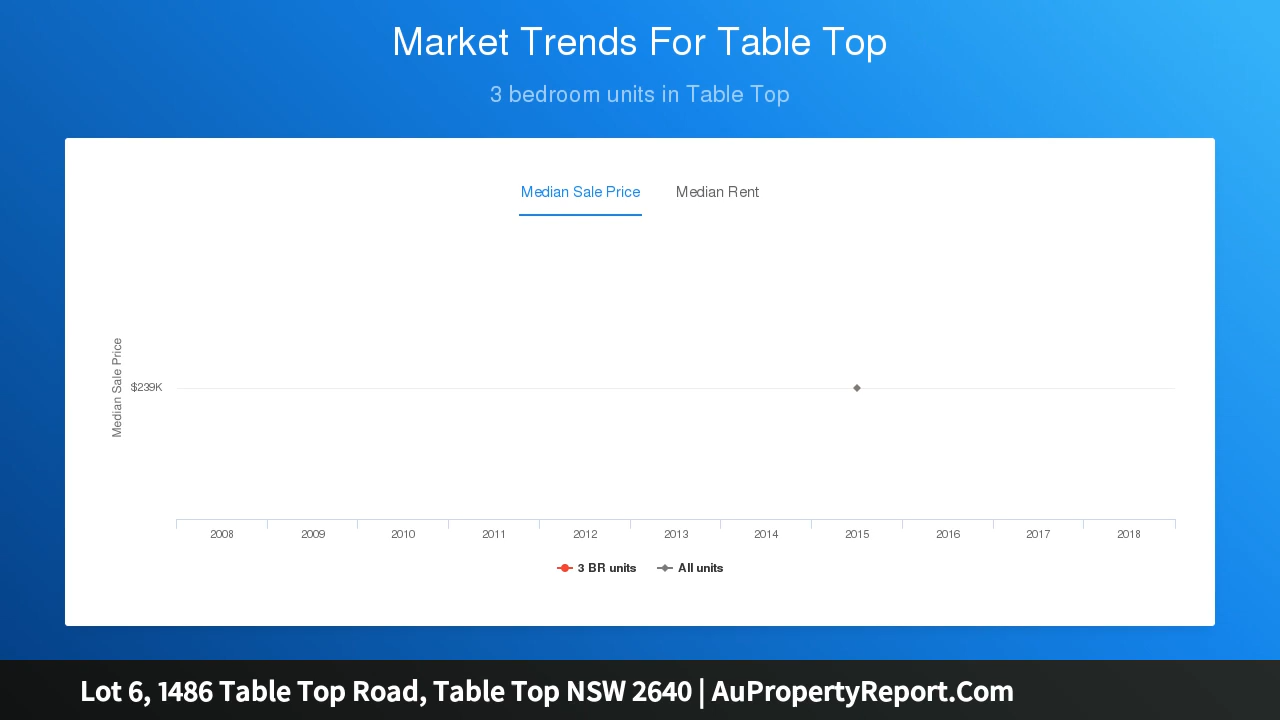 Market Trends For Table Top
3 bedroom units in Table Top
Median Sale Price Median Rent
Median Sale Price
$239K
2008 2009 2010 2011 2012 2013 2014 2015 2016 2017 2018
3 BR units All units
Lot 6, 1486 Table Top Road, Table Top NSW 2640 | AuPropertyReport.Com